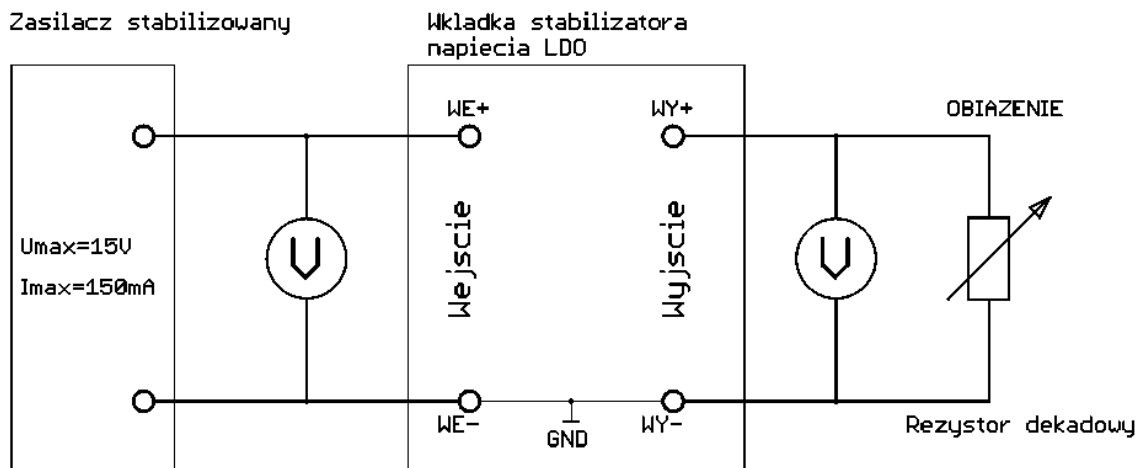 Zasilacz stabilizowany
Wkladka stabilizatora
napiecia LDO
WE+
WY+
OBIAZENIE
Umax=15V
Imax=150mA
V
Wejscie
Wyjscie
V
WE-
GND
WY-
Rezystor dekadowy